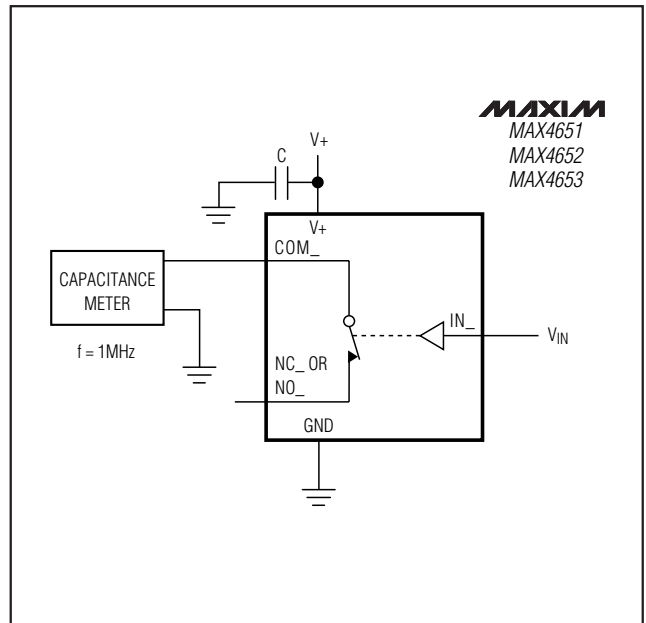 MAXIM
MAX4651
MAX4652
MAX4653
V+
C
V+
COM_
CAPACITANCE
METER
f = 1MHz
IN_
VIN
NC_ OR
NO_
GND